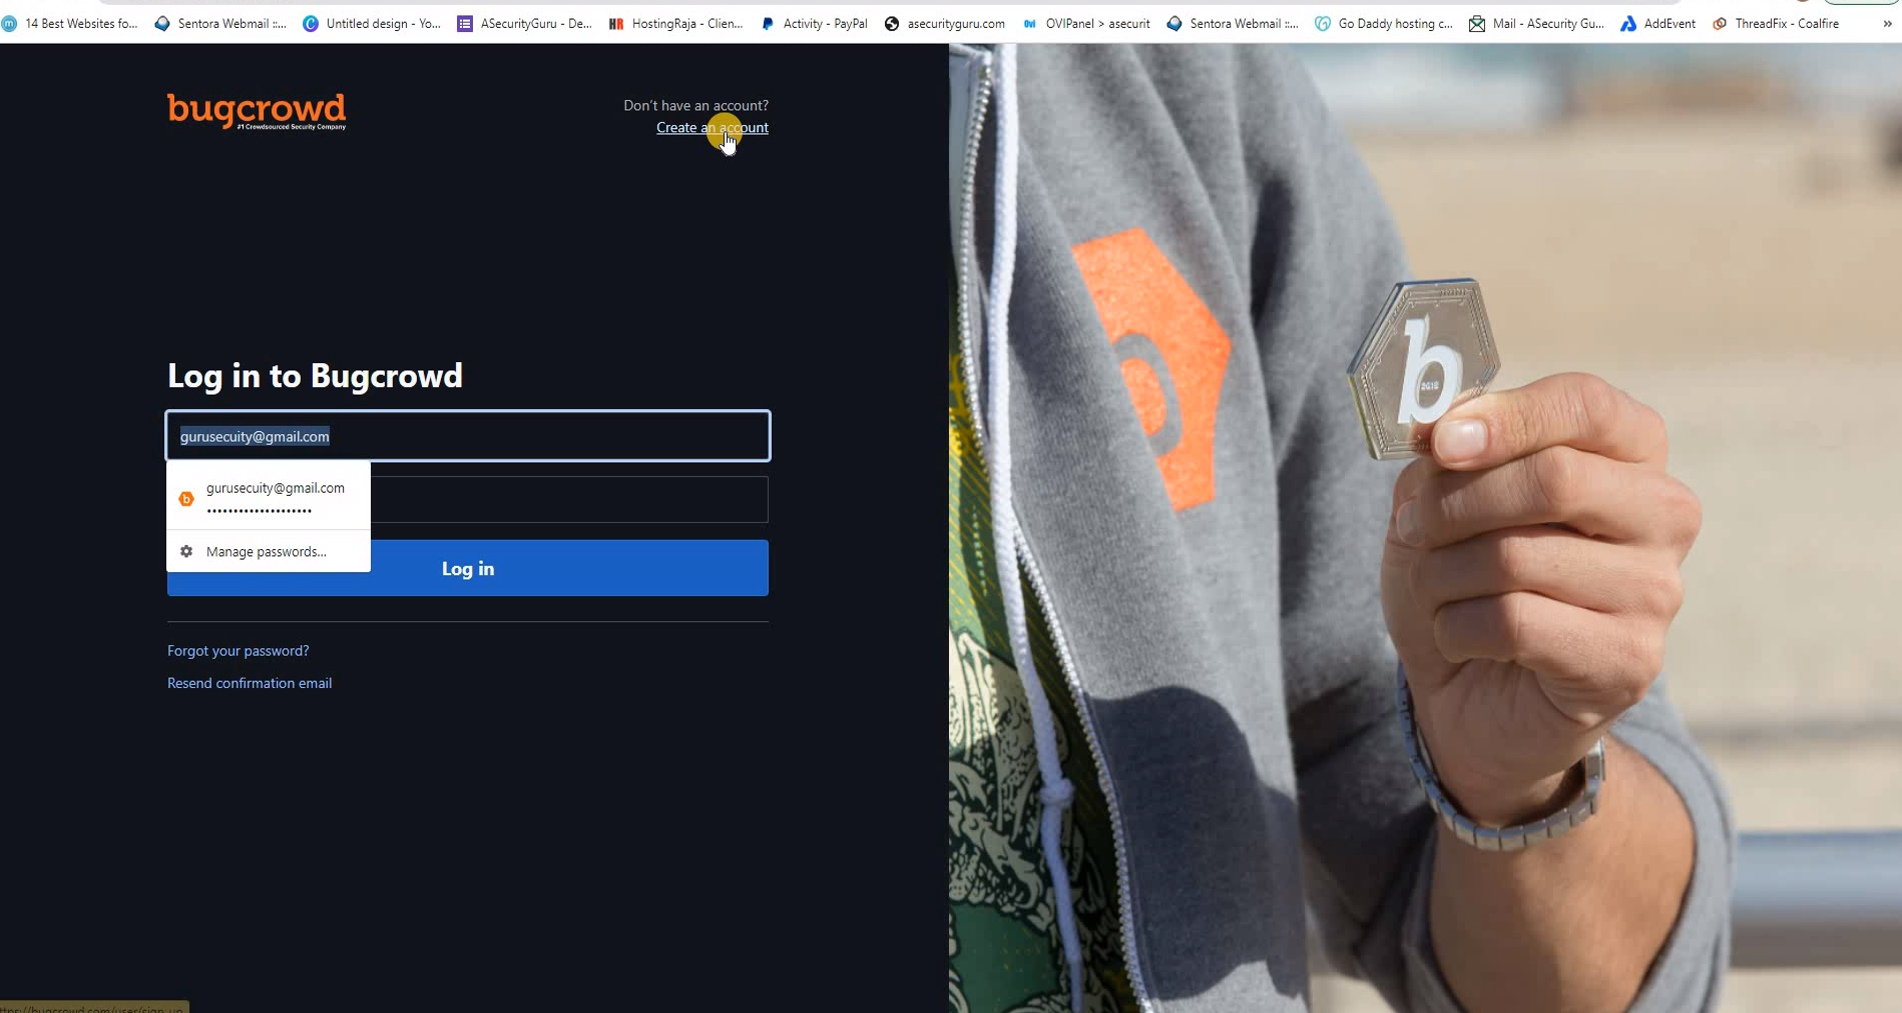 14 Best Websites fo...
Sentora Webmail ::...
Untitled design - Yo...
ASecurityGuru - De...
HostingRaja - Clien...
Activity - PayPal
asecurityguru.com
OVIPanel > asecurit
Sentora Webmail ::...
Go Daddy hosting c...
Mail - ASecurity Gu...
AddEvent
ThreadFix - Coalfire
»
bugcrowd
#1 Crowdsourced Security Company
Don't have an account?
Create an account
Log in to Bugcrowd
gurusecuity@gmail.com
gurusecuity@gmail.com
••••••••••••••••••••
Manage passwords...
Log in
Forgot your password?
Resend confirmation email
b
b
https://bugcrowd.com/user/sign-up